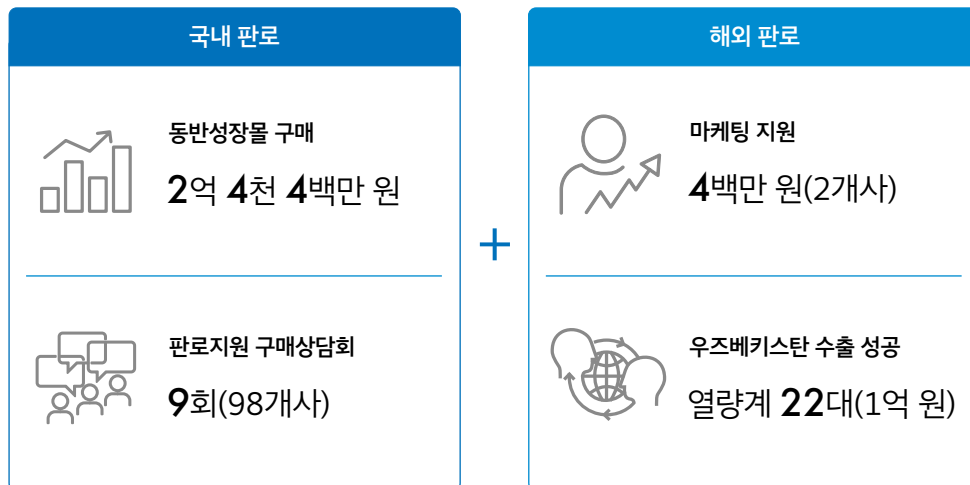 국내 판로
동반성장몰 구매
2억 4천 4백만 원
판로지원 구매상담회
9회(98개사)
+
해외 판로
마케팅 지원
4백만 원(2개사)
우즈베키스탄 수출 성공
열량계 22대(1억 원)